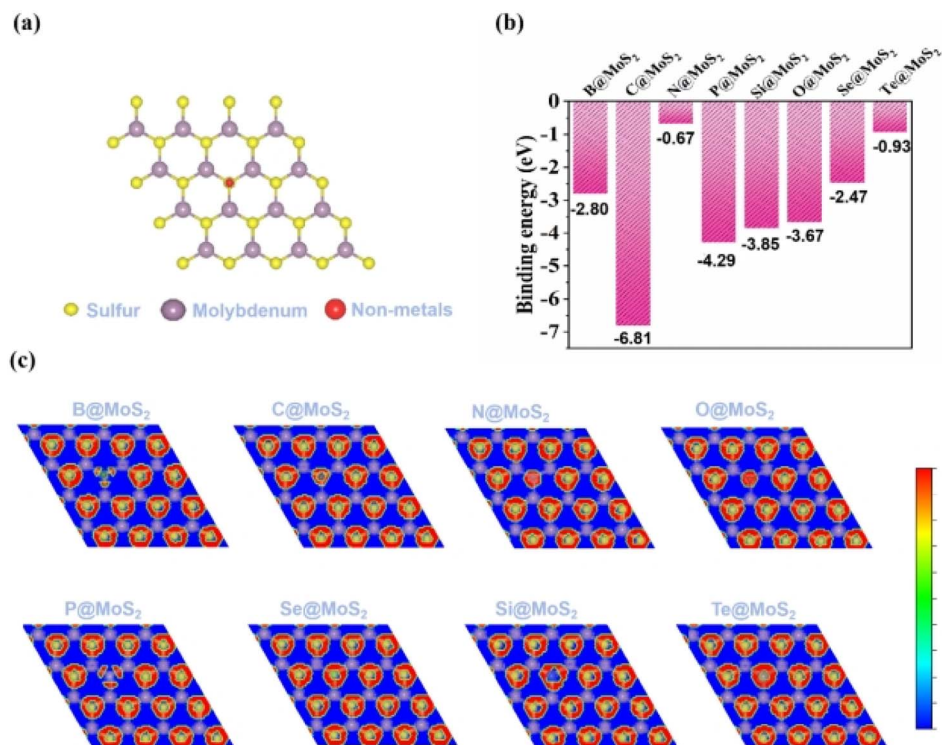 (a)
Sulfur Molybdenum Non-metals
(b)
B@MoS₂ C@MoS₂ N@MoS₂ P@MoS₂ Si@MoS₂ O@MoS₂ Se@MoS₂ Te@MoS₂
Binding energy (eV)
0
-1
-2
-3
-4
-5
-6
-7
-2.80
-6.81
-0.67
-4.29
-3.85
-3.67
-2.47
-0.93
(c)
B@MoS₂ C@MoS₂ N@MoS₂ O@MoS₂
P@MoS₂ Se@MoS₂ Si@MoS₂ Te@MoS₂